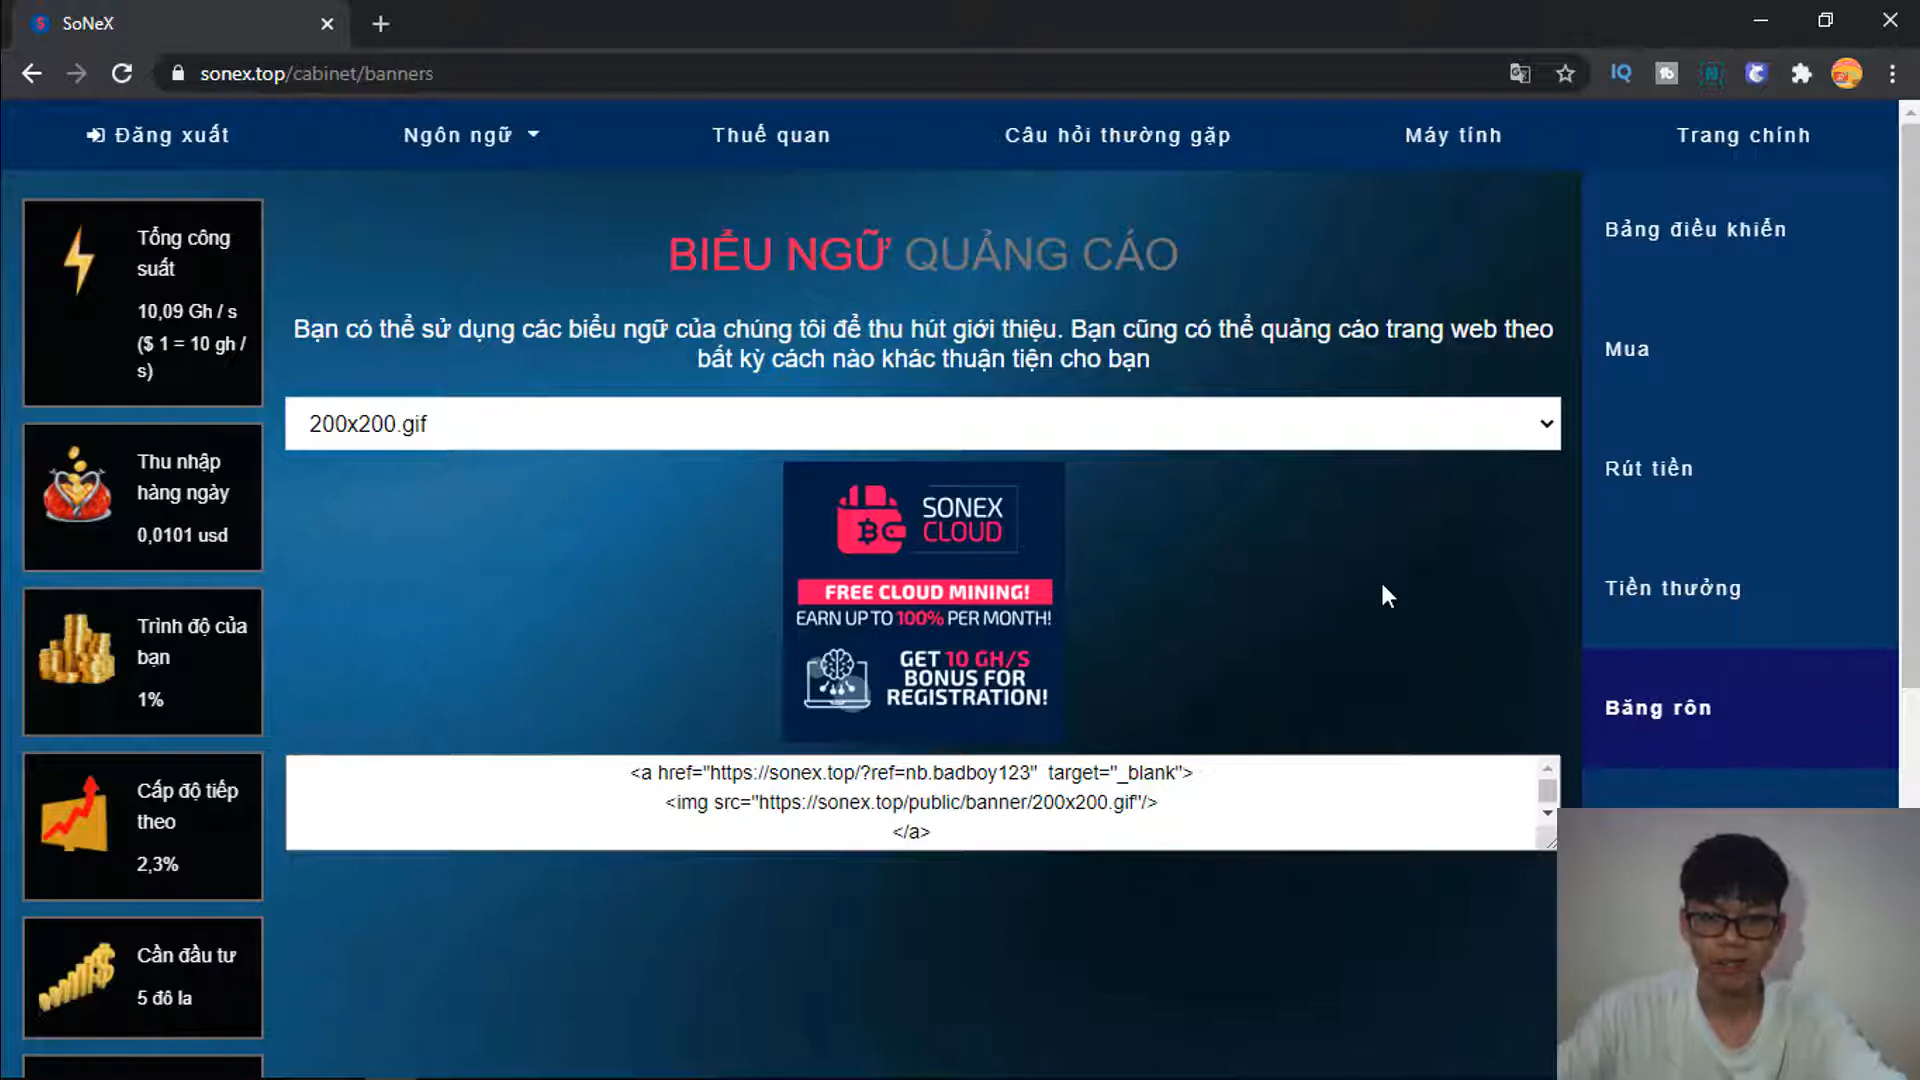 SoNeX
sonex.top/cabinet/banners
IQ
Đăng xuất
Ngôn ngữ
Thuế quan
Câu hỏi thường gặp
Máy tính
Trang chính
Tổng công
suất
10,09 Gh / s
($ 1 = 10 gh /
s)
Thu nhập
hàng ngày
0,0101 usd
Trình độ của
bạn
1%
Cấp độ tiếp
theo
2,3%
Cần đầu tư
5 đô la
BIỂU NGỮ QUẢNG CÁO
Bạn có thể sử dụng các biểu ngữ của chúng tôi để thu hút giới thiệu. Bạn cũng có thể quảng cáo trang web theo
bất kỳ cách nào khác thuận tiện cho bạn
200x200.gif
SONEX
CLOUD
FREE CLOUD MINING!
EARN UP TO 100% PER MONTH!
GET 10 GH/S
BONUS FOR
REGISTRATION!
<a href="https://sonex.top/?ref=nb.badboy123" target="_blank">
<img src="https://sonex.top/public/banner/200x200.gif"/>
</a>
Bảng điều khiển
Mua
Rút tiền
Tiền thưởng
Băng rôn